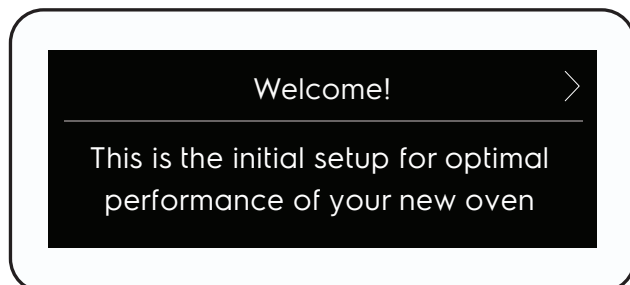 Welcome!
This is the initial setup for optimal
performance of your new oven